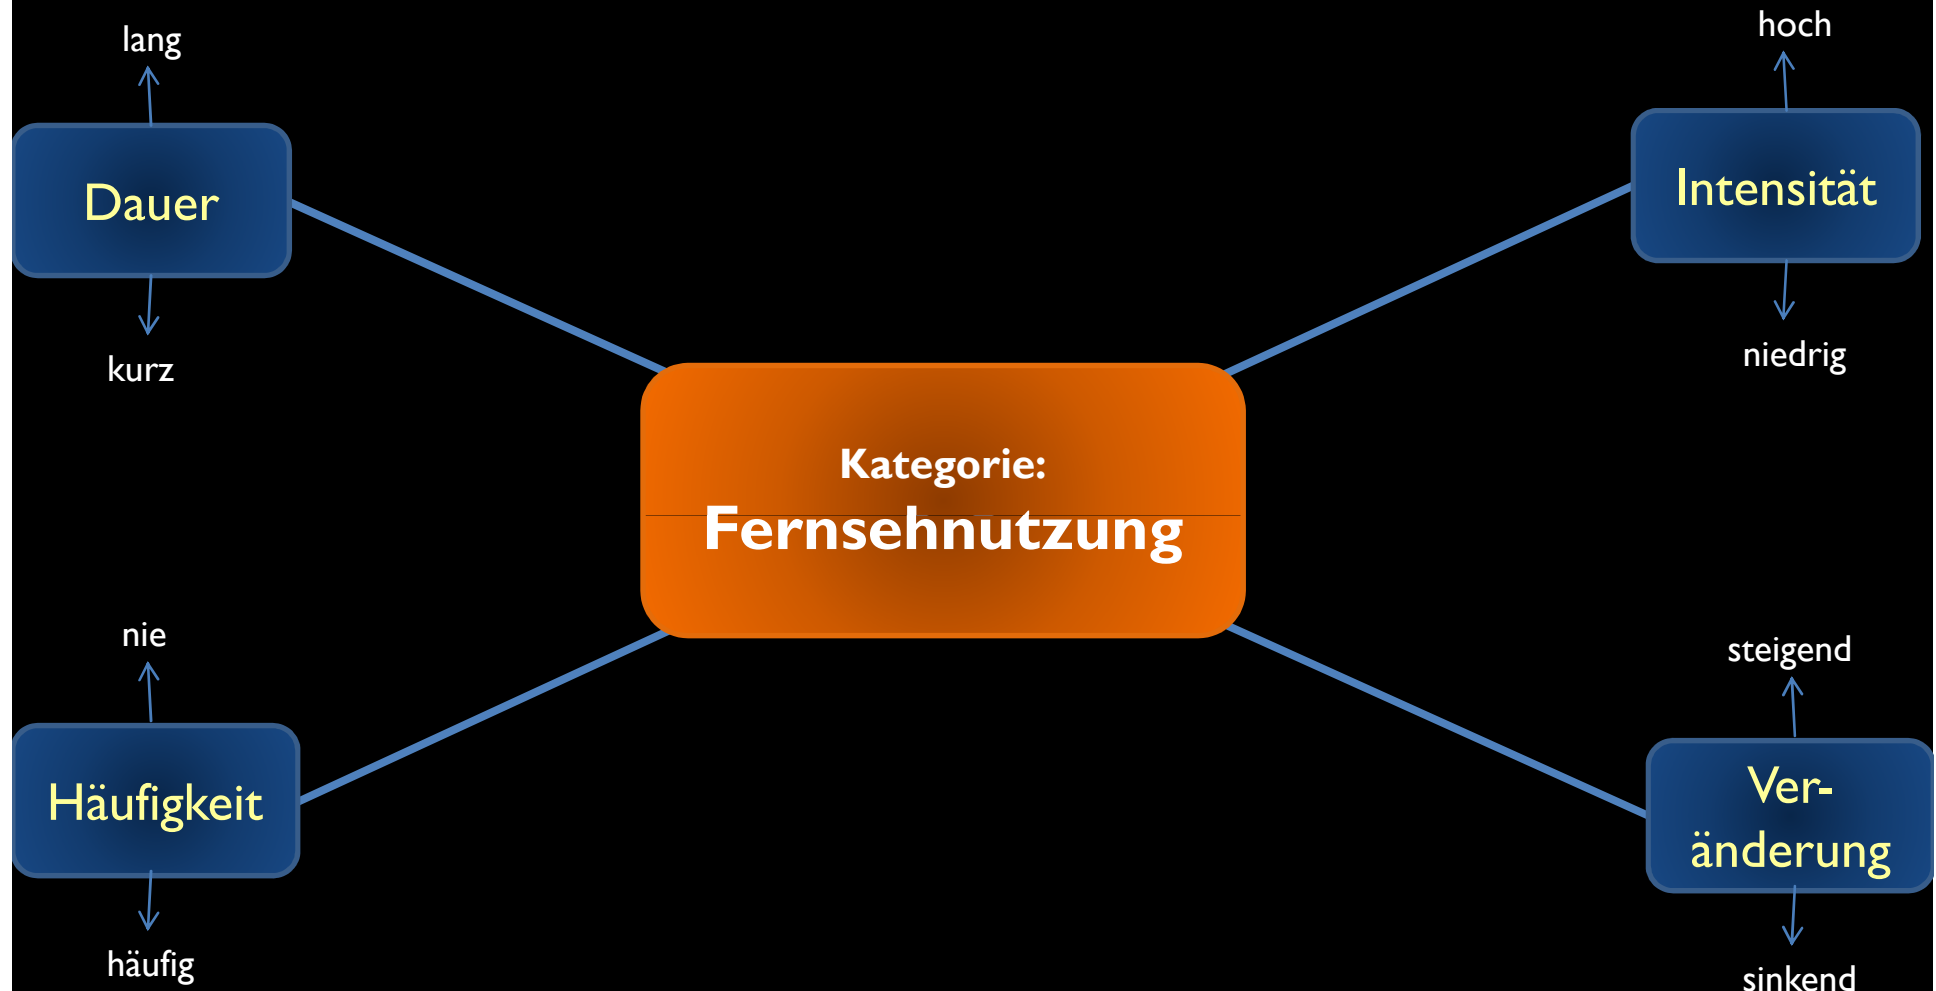 lang
Dauer
kurz
hoch
Intensität
niedrig
Kategorie:
Fernsehnutzung
nie
Häufigkeit
häufig
steigend
Ver-
änderung
sinkend